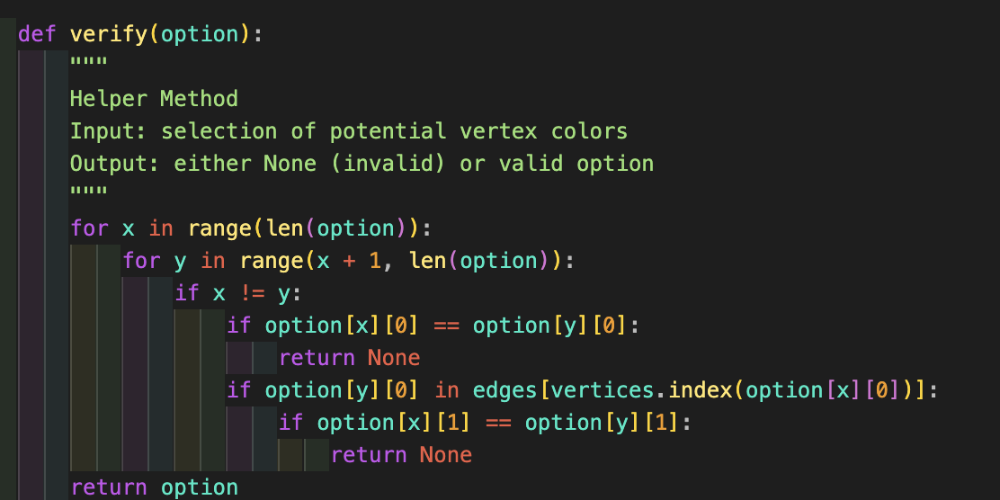 def verify(option):
    """
    Helper Method
    Input: selection of potential vertex colors
    Output: either None (invalid) or valid option
    """
    for x in range(len(option)):
        for y in range(x + 1, len(option)):
            if x != y:
                if option[x][0] == option[y][0]:
                    return None
                if option[y][0] in edges[vertices.index(option[x][0])]:
                    if option[x][1] == option[y][1]:
                        return None
    return option